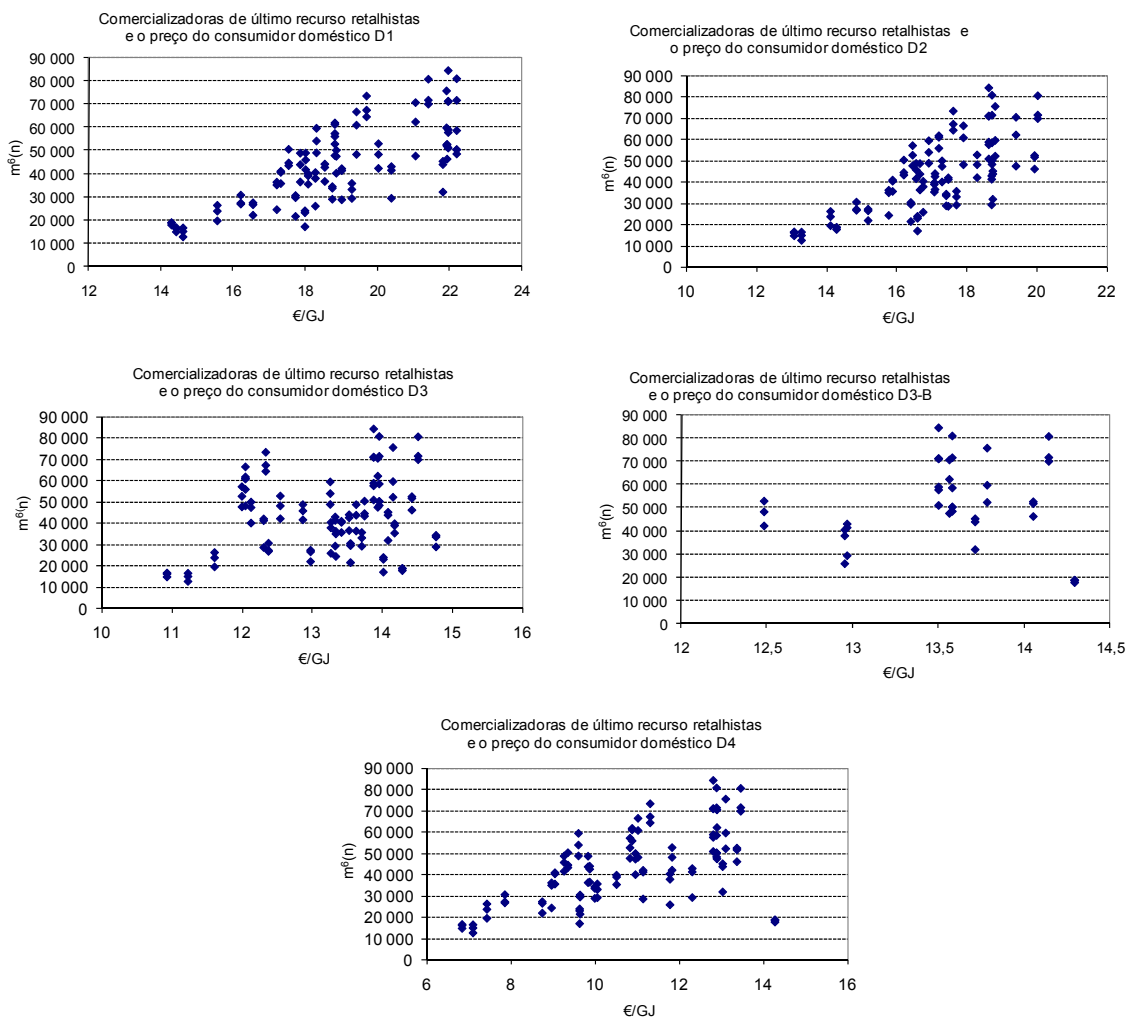 Comercializadoras de último recurso retalhistas
e o preço do consumidor doméstico D1
90 000
80 000
70 000
60 000
50 000
40 000
30 000
20 000
10 000
0
m⁶(n)
12 14 16 18 20 22 24
€/GJ
Comercializadoras de último recurso retalhistas e
o preço do consumidor doméstico D2
90 000
80 000
70 000
60 000
50 000
40 000
30 000
20 000
10 000
0
m⁶(n)
10 12 14 16 18 20 22
€/GJ
Comercializadoras de último recurso retalhistas
e o preço do consumidor doméstico D3
90 000
80 000
70 000
60 000
50 000
40 000
30 000
20 000
10 000
0
m⁶(n)
10 11 12 13 14 15 16
€/GJ
Comercializadoras de último recurso retalhistas
e o preço do consumidor doméstico D3-B
90 000
80 000
70 000
60 000
50 000
40 000
30 000
20 000
10 000
0
m⁶(n)
12 12,5 13 13,5 14 14,5
€/GJ
Comercializadoras de último recurso retalhistas
e o preço do consumidor doméstico D4
90 000
80 000
70 000
60 000
50 000
40 000
30 000
20 000
10 000
0
m⁶(n)
6 8 10 12 14 16
€/GJ